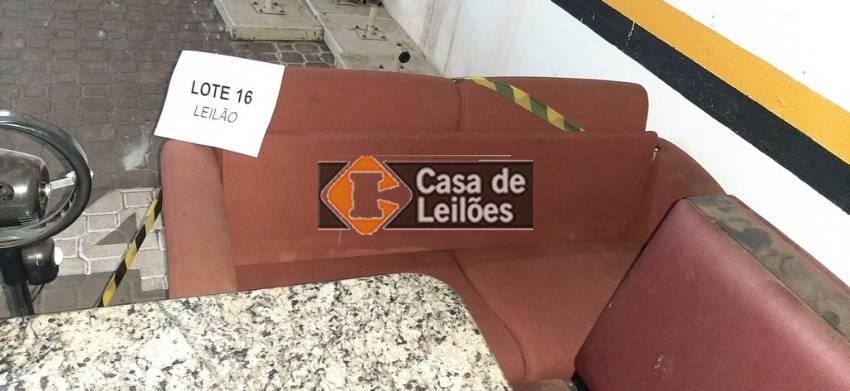 LOTE 16
LEILÃO
Casa de
Leilões